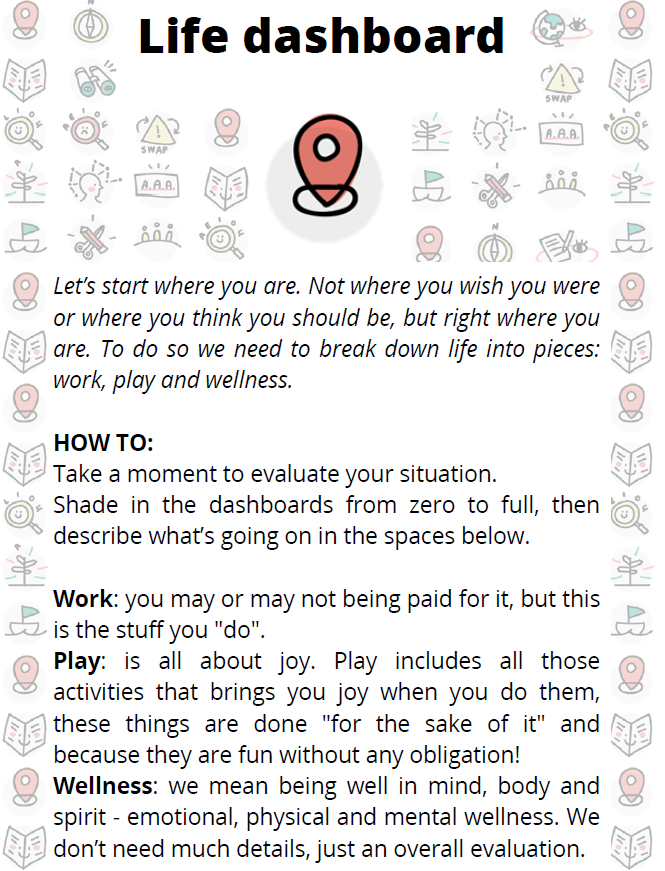 Life dashboard
N
SWAP
SWAP
A.A.A.
SWAP
A.A.A.
N
Let’s start where you are. Not where you wish you were
or where you think you should be, but right where you
are. To do so we need to break down life into pieces:
work, play and wellness.
HOW TO:
Take a moment to evaluate your situation.
Shade in the dashboards from zero to full, then
describe what’s going on in the spaces below.
Work: you may or may not being paid for it, but this
is the stuff you "do".
Play: is all about joy. Play includes all those
activities that brings you joy when you do them,
these things are done "for the sake of it" and
because they are fun without any obligation!
Wellness: we mean being well in mind, body and
spirit - emotional, physical and mental wellness. We
don’t need much details, just an overall evaluation.